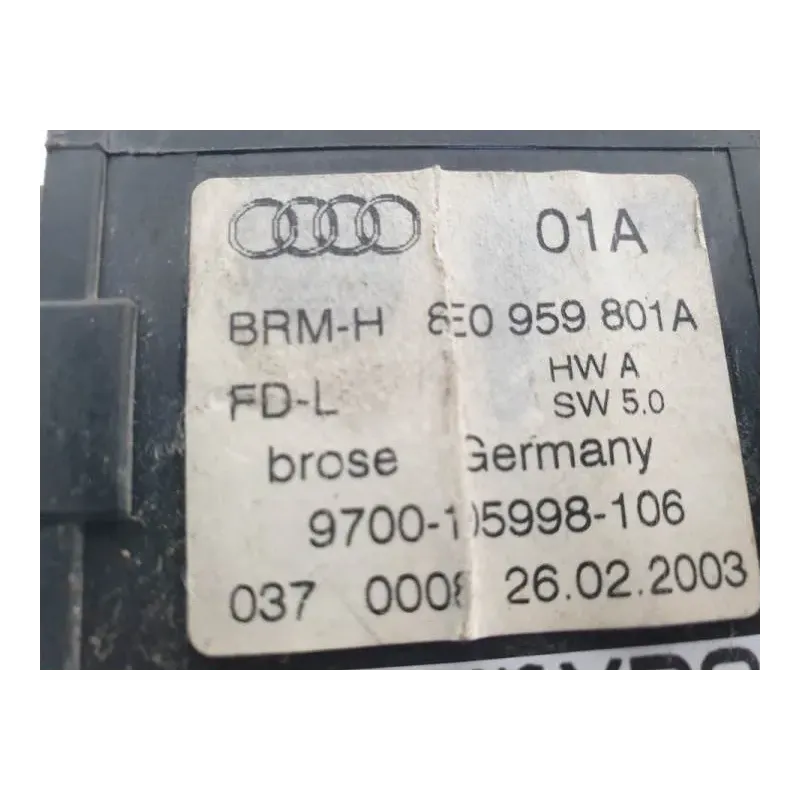 01A
BRM-H 8E0 959 801A
HW A
FD-L
SW 5.0
brose Germany
9700-105998-106
037 0008 26.02.2003